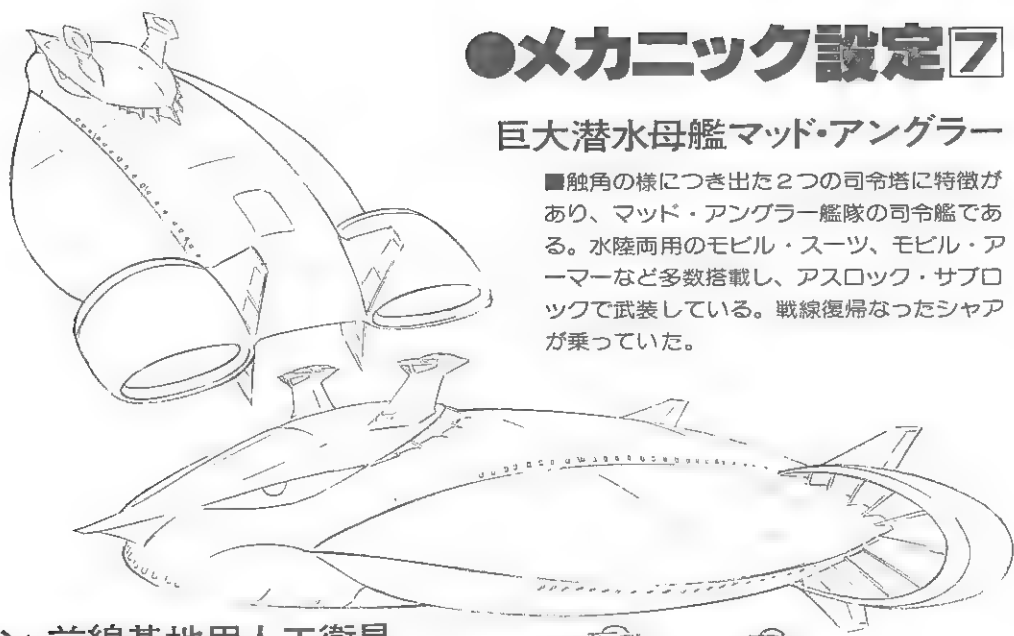 ●メカニック設定7
巨大潜水母艦マッド・アングラー
■触角の様につき出た2つの司令塔に特徴が
あり、マッド・アングラー艦隊の司令艦であ
る。水陸両用のモビル・スーツ、モビル・ア
ーマーなど多数搭載し、アスロック・サブロ
ックで武装している。戦線復帰なったシャア
が乗っていた。
前線基地用人工衛星